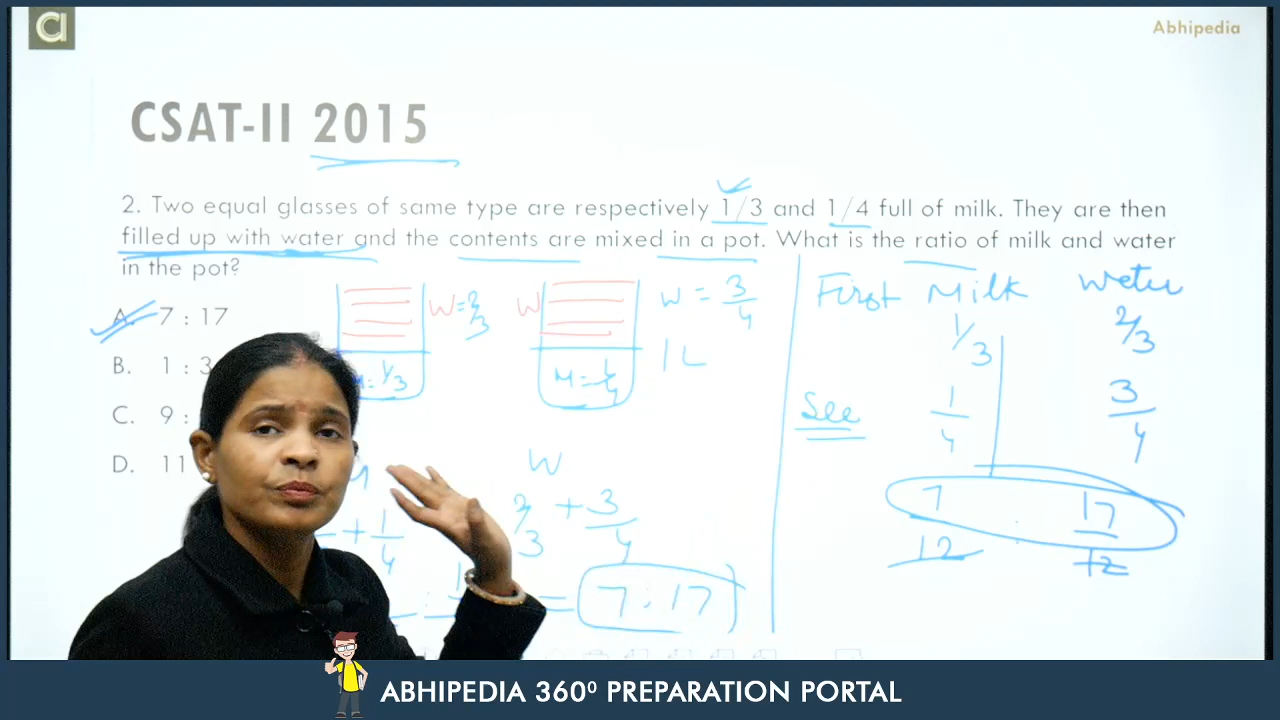 Abhipedia
CSAT-II 2015
2. Two equal glasses of same type are respectively 1/3 and 1/4 full of milk. They are then
filled up with water and the contents are mixed in a pot. What is the ratio of milk and water
in the pot?
A. 7 : 17
B. 1 : 3
C. 9 :
D. 11
W = 2/3
W
W = 3/4
1L
M = 1/3
M = 1/4
W
+ 1/4
2/3 + 3/4
= 7 : 17
First Milk Water
1/3 2/3
See 1/4 3/4
7/12 : 17/12
ABHIPEDIA 360⁰ PREPARATION PORTAL